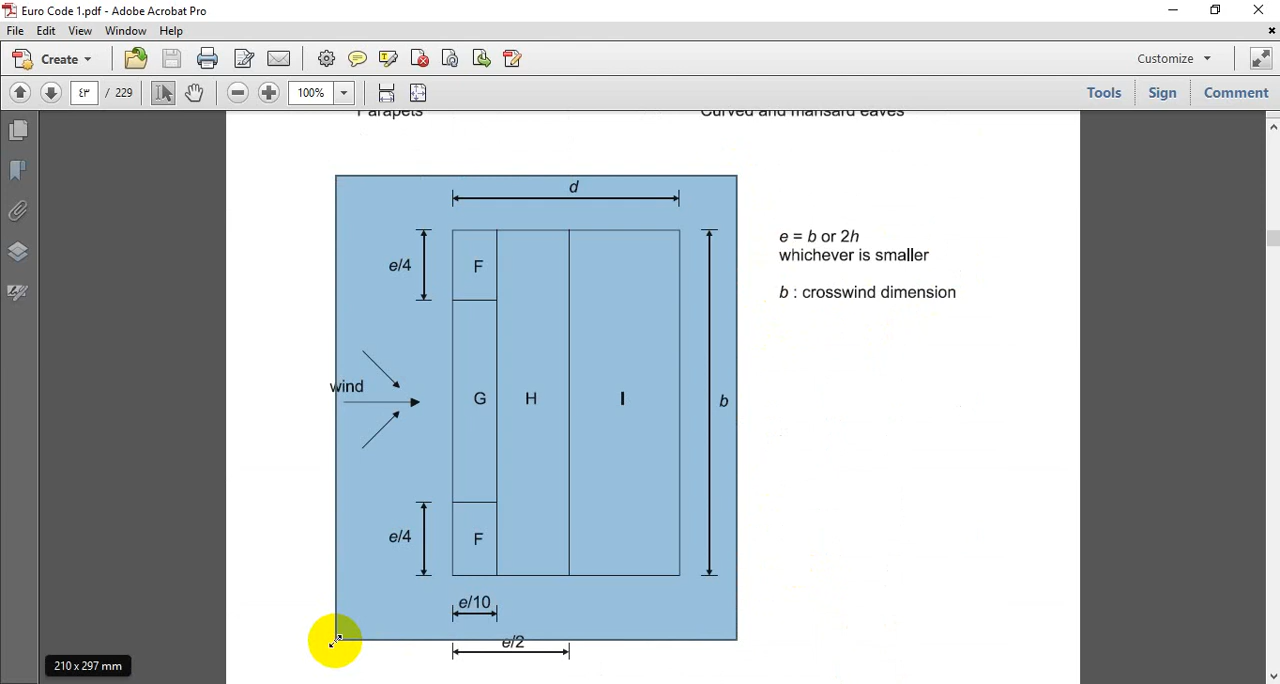 Euro Code 1.pdf - Adobe Acrobat Pro
File Edit View Window Help
Create Customize
٤٣ / 229 100% Tools Sign Comment
Parapets Curved and mansard eaves
d
e = b or 2h
whichever is smaller
b : crosswind dimension
e/4 F
wind
G H I b
e/4 F
e/10
e/2
210 x 297 mm